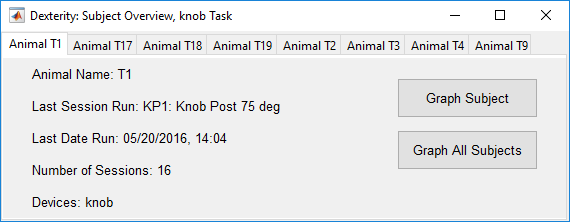 Dexterity: Subject Overview, knob Task
Animal T1 Animal T17 Animal T18 Animal T19 Animal T2 Animal T3 Animal T4 Animal T9
Animal Name: T1
Last Session Run: KP1: Knob Post 75 deg
Last Date Run: 05/20/2016, 14:04
Number of Sessions: 16
Devices: knob
Graph Subject
Graph All Subjects